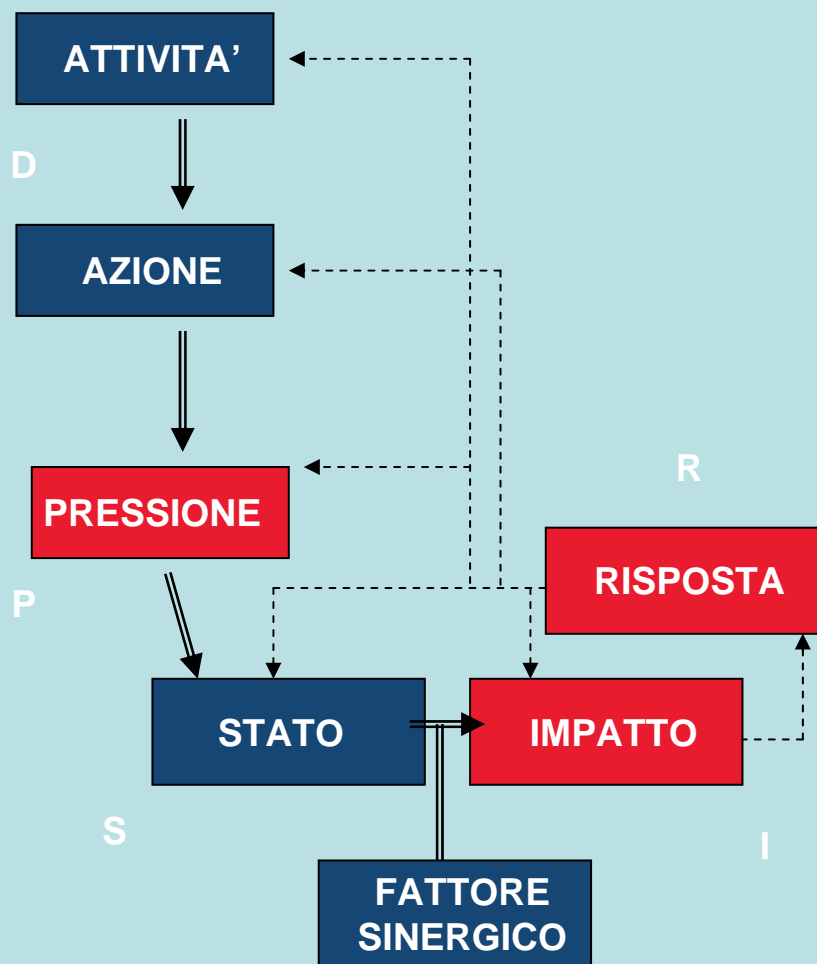 ATTIVITA’
D
AZIONE
PRESSIONE
R
RISPOSTA
P
STATO
IMPATTO
S
I
FATTORE
SINERGICO